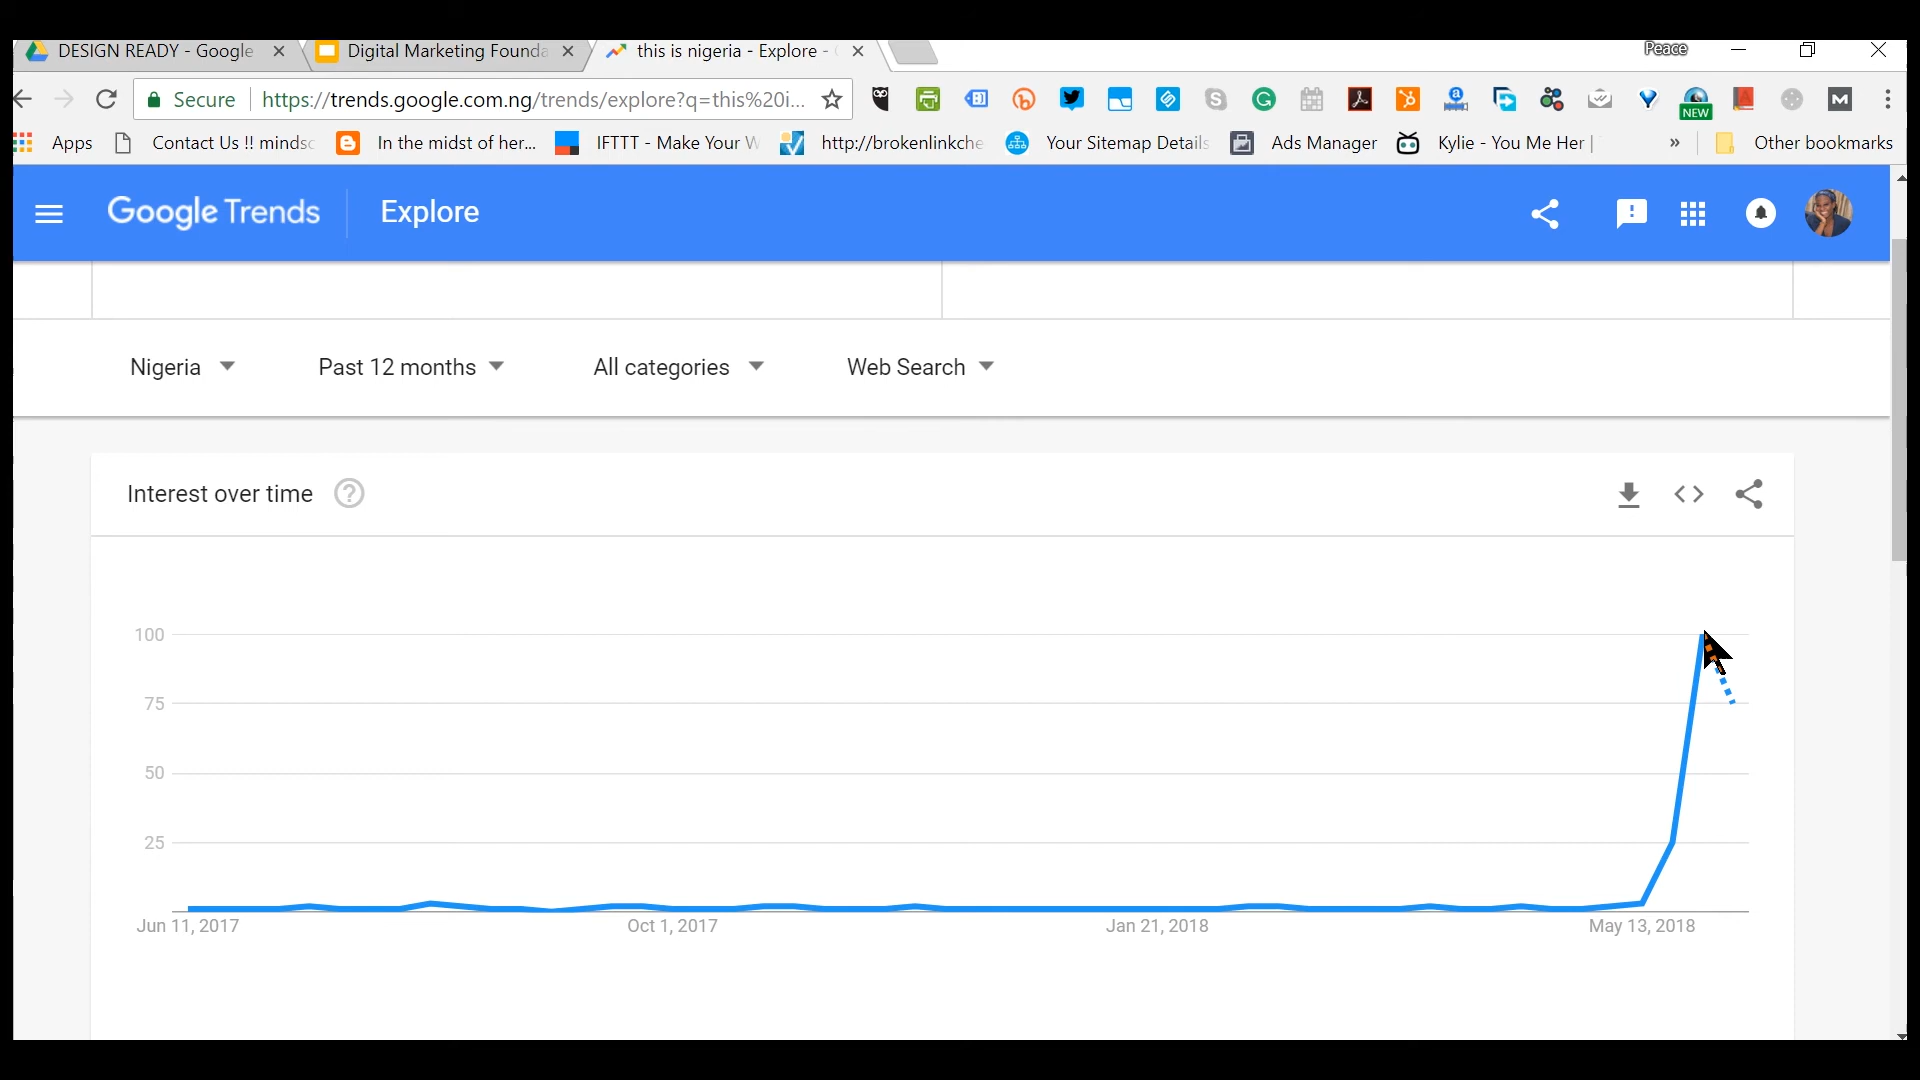 DESIGN READY - Google
Digital Marketing Founda
this is nigeria - Explore -
Peace
Secure
https://trends.google.com.ng/trends/explore?q=this%20i...
NEW
Apps
Contact Us !! mindsc
In the midst of her...
IFTTT - Make Your W
http://brokenlinkche
Your Sitemap Details
Ads Manager
Kylie - You Me Her |
»
Other bookmarks
Google Trends
Explore
Nigeria
Past 12 months
All categories
Web Search
Interest over time
100
75
50
25
Jun 11, 2017
Oct 1, 2017
Jan 21, 2018
May 13, 2018